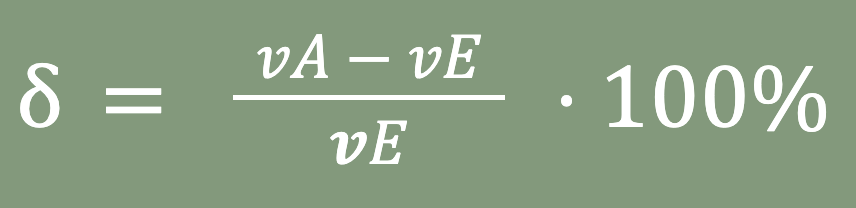 δ = (vA − vE) / vE · 100%